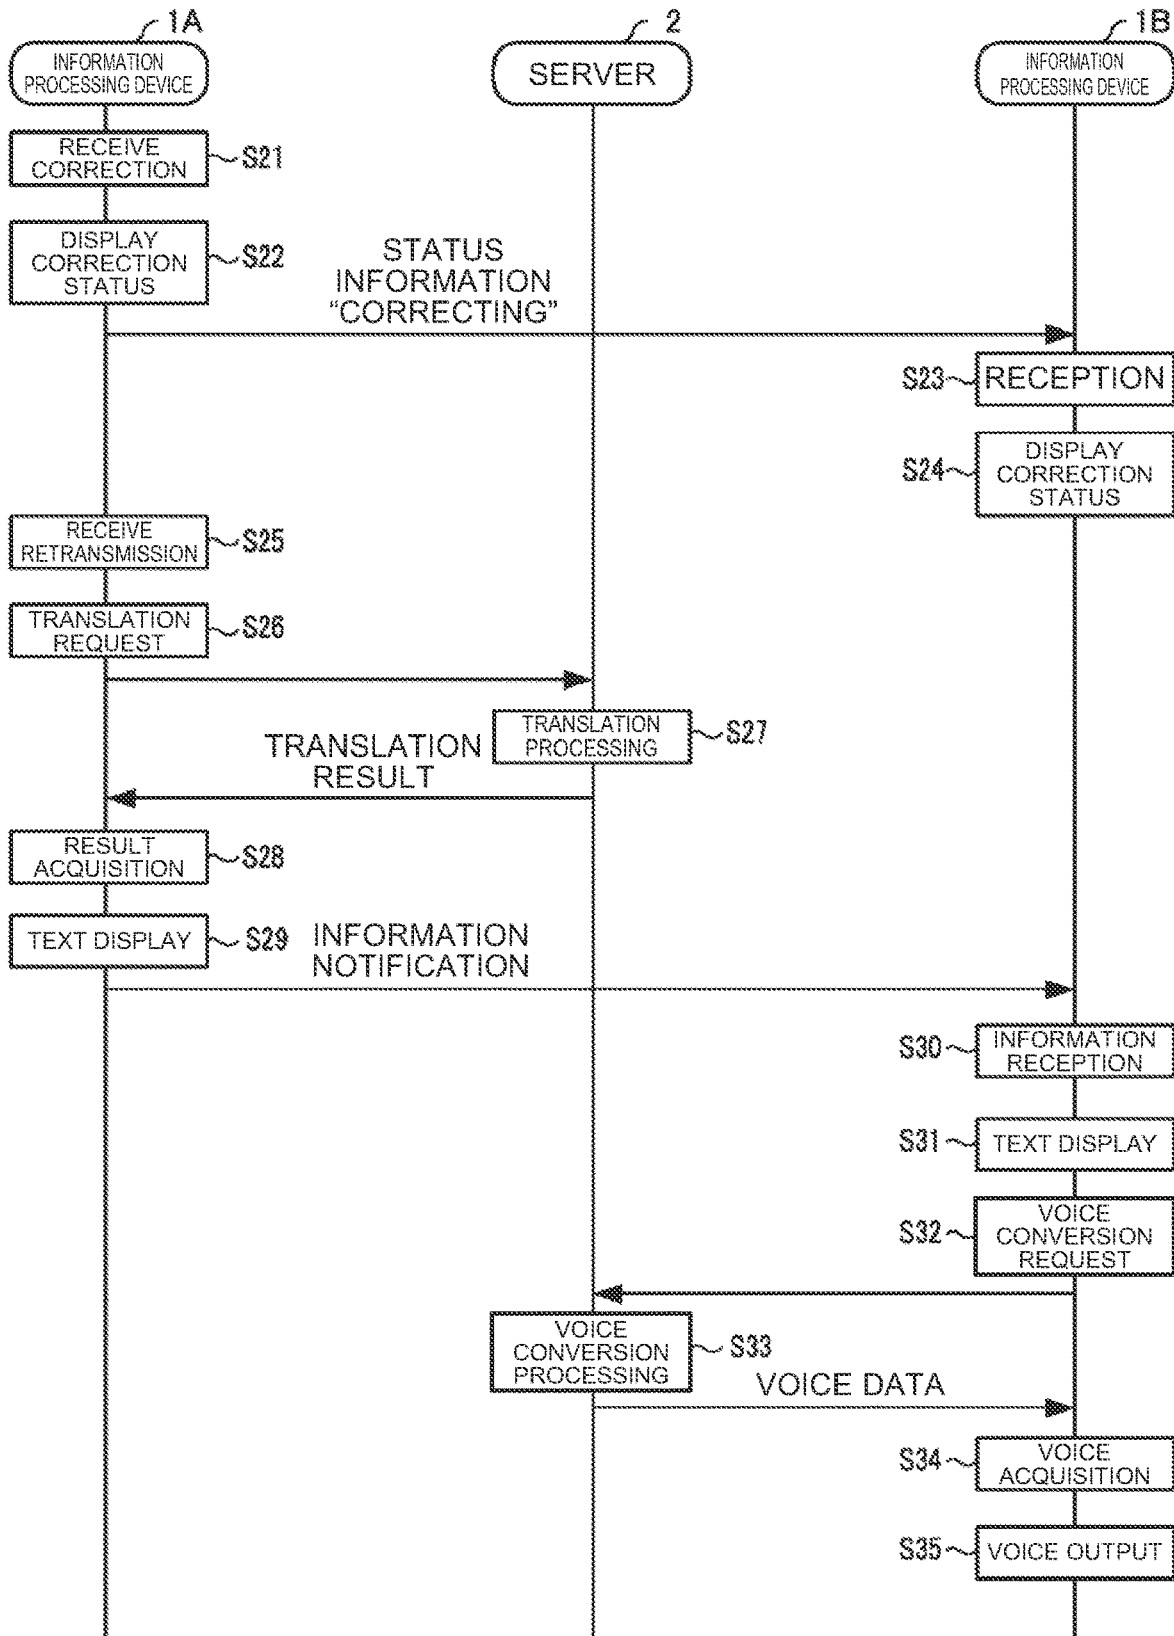 1A
2
1B
INFORMATION
PROCESSING DEVICE
SERVER
INFORMATION
PROCESSING DEVICE
RECEIVE
CORRECTION
S21
DISPLAY
CORRECTION
STATUS
S22
STATUS
INFORMATION
“CORRECTING”
S23
RECEPTION
S24
DISPLAY
CORRECTION
STATUS
RECEIVE
RETRANSMISSION
S25
TRANSLATION
REQUEST
S26
TRANSLATION
PROCESSING
S27
TRANSLATION
RESULT
RESULT
ACQUISITION
S28
TEXT DISPLAY
S29
INFORMATION
NOTIFICATION
S30
INFORMATION
RECEPTION
S31
TEXT DISPLAY
S32
VOICE
CONVERSION
REQUEST
VOICE
CONVERSION
PROCESSING
S33
VOICE DATA
S34
VOICE
ACQUISITION
S35
VOICE OUTPUT